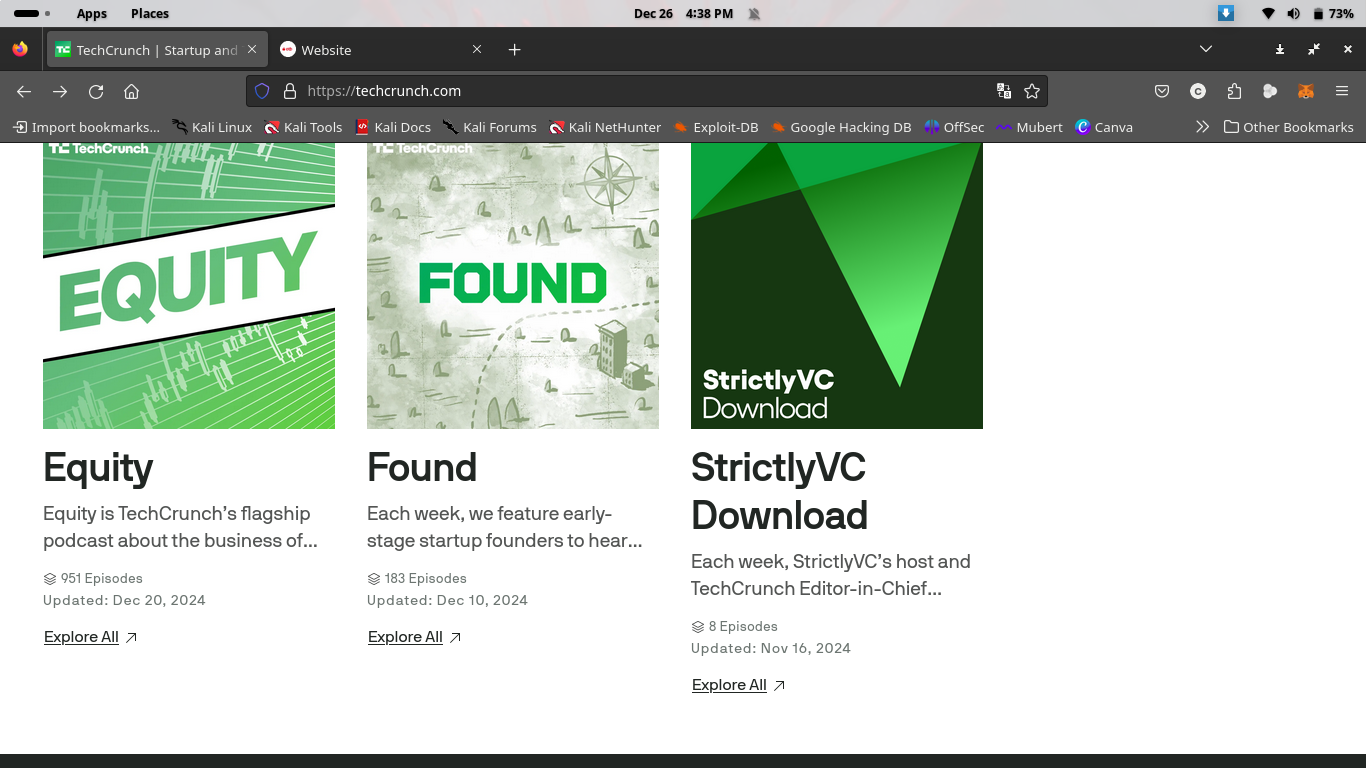 Apps Places Dec 26 4:38 PM 73%
TechCrunch | Startup and Website
https://techcrunch.com
Import bookmarks... Kali Linux Kali Tools Kali Docs Kali Forums Kali NetHunter Exploit-DB Google Hacking DB OffSec Mubert Canva Other Bookmarks
TechCrunch
EQUITY
Equity
Equity is TechCrunch’s flagship
podcast about the business of...
951 Episodes
Updated: Dec 20, 2024
Explore All
TechCrunch
FOUND
Found
Each week, we feature early-
stage startup founders to hear...
183 Episodes
Updated: Dec 10, 2024
Explore All
StrictlyVC
Download
StrictlyVC
Download
Each week, StrictlyVC’s host and
TechCrunch Editor-in-Chief...
8 Episodes
Updated: Nov 16, 2024
Explore All